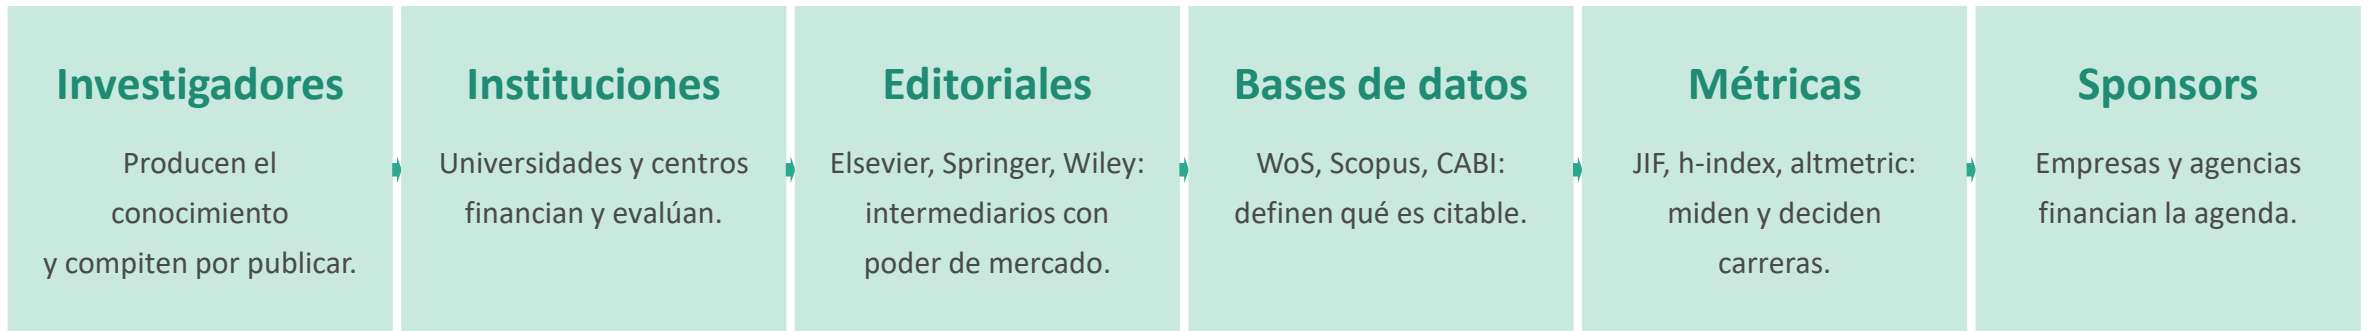 Investigadores
Producen el
conocimiento
y compiten por publicar.
Instituciones
Universidades y centros
financian y evalúan.
Editoriales
Elsevier, Springer, Wiley:
intermediarios con
poder de mercado.
Bases de datos
WoS, Scopus, CABI:
definen qué es citable.
Métricas
JIF, h-index, altmetric:
miden y deciden
carreras.
Sponsors
Empresas y agencias
financian la agenda.